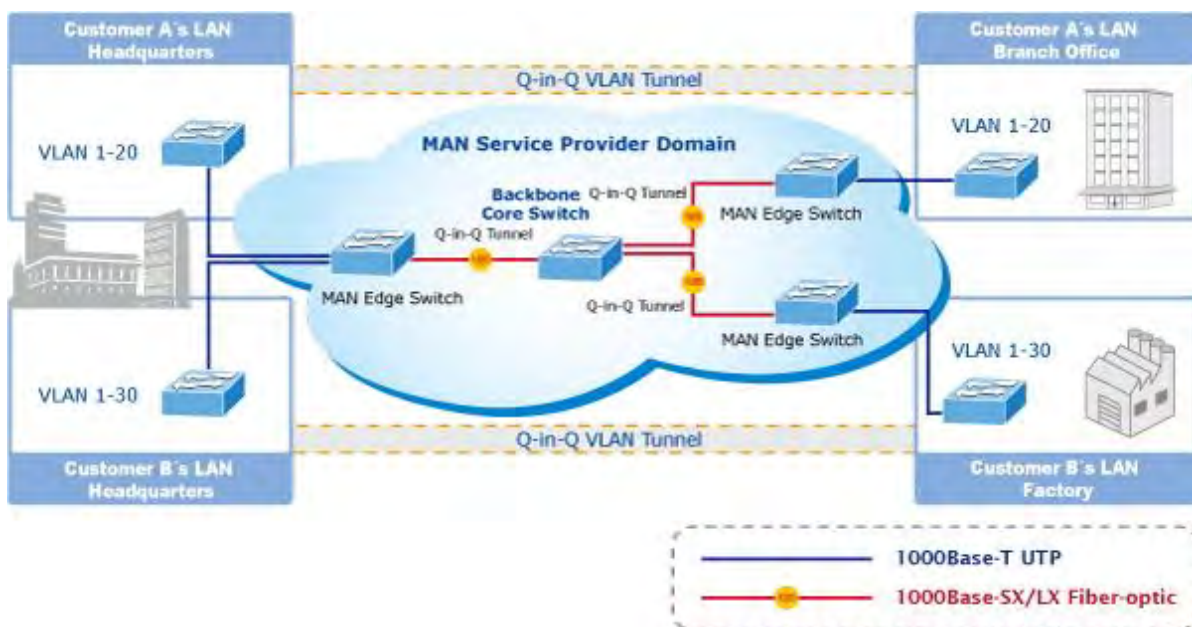 Customer A's LAN
Headquarters
Customer A's LAN
Branch Office
Q-in-Q VLAN Tunnel
VLAN 1-20
MAN Service Provider Domain
VLAN 1-20
Q-in-Q Tunnel
Backbone
Core Switch
MAN Edge Switch
Q-in-Q Tunnel
MAN Edge Switch
Q-in-Q Tunnel
MAN Edge Switch
VLAN 1-30
VLAN 1-30
Q-in-Q VLAN Tunnel
Customer B's LAN
Headquarters
Customer B's LAN
Factory
1000Base-T UTP
1000Base-SX/LX Fiber-optic